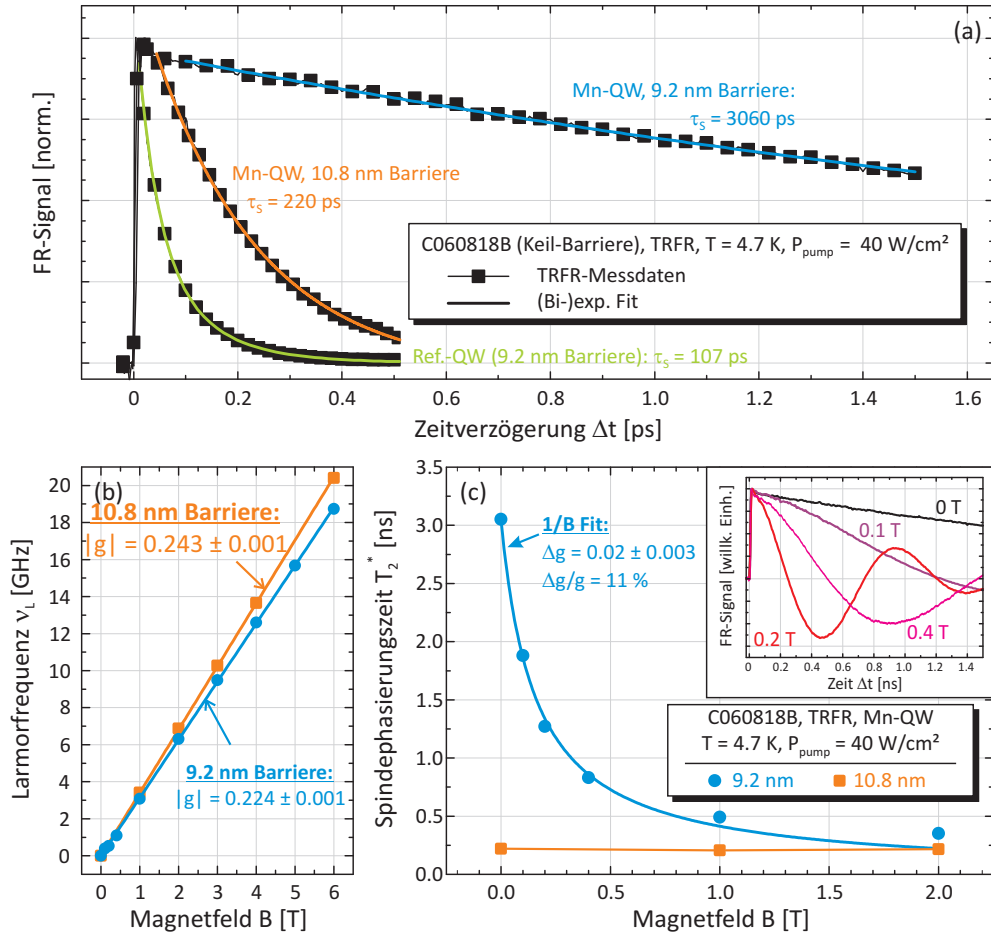 (a)
FR-Signal [norm.]
Mn-QW, 9.2 nm Barriere:
τS = 3060 ps
Mn-QW, 10.8 nm Barriere
τS = 220 ps
C060818B (Keil-Barriere), TRFR, T = 4.7 K, Ppump = 40 W/cm²
TRFR-Messdaten
(Bi-)exp. Fit
Ref.-QW (9.2 nm Barriere): τS = 107 ps
0 0.2 0.4 0.6 0.8 1.0 1.2 1.4 1.6
Zeitverzögerung Δt [ps]
(b)
Larmorfrequenz νL [GHz]
20
18
16
14
12
10
8
6
4
2
0
10.8 nm Barriere:
|g| = 0.243 ± 0.001
9.2 nm Barriere:
|g| = 0.224 ± 0.001
0 1 2 3 4 5 6
Magnetfeld B [T]
(c)
Spindephasierungszeit T2* [ns]
3.5
3.0
2.5
2.0
1.5
1.0
0.5
0.0
1/B Fit:
Δg = 0.02 ± 0.003
Δg/g = 11 %
FR-Signal [willk. Einh.]
0 T
0.1 T
0.2 T
0.4 T
0 0.2 0.4 0.6 0.8 1.0 1.2
Zeit Δt [ns]
C060818B, TRFR, Mn-QW
T = 4.7 K, Ppump = 40 W/cm²
9.2 nm 10.8 nm
0.0 0.5 1.0 1.5 2.0
Magnetfeld B [T]